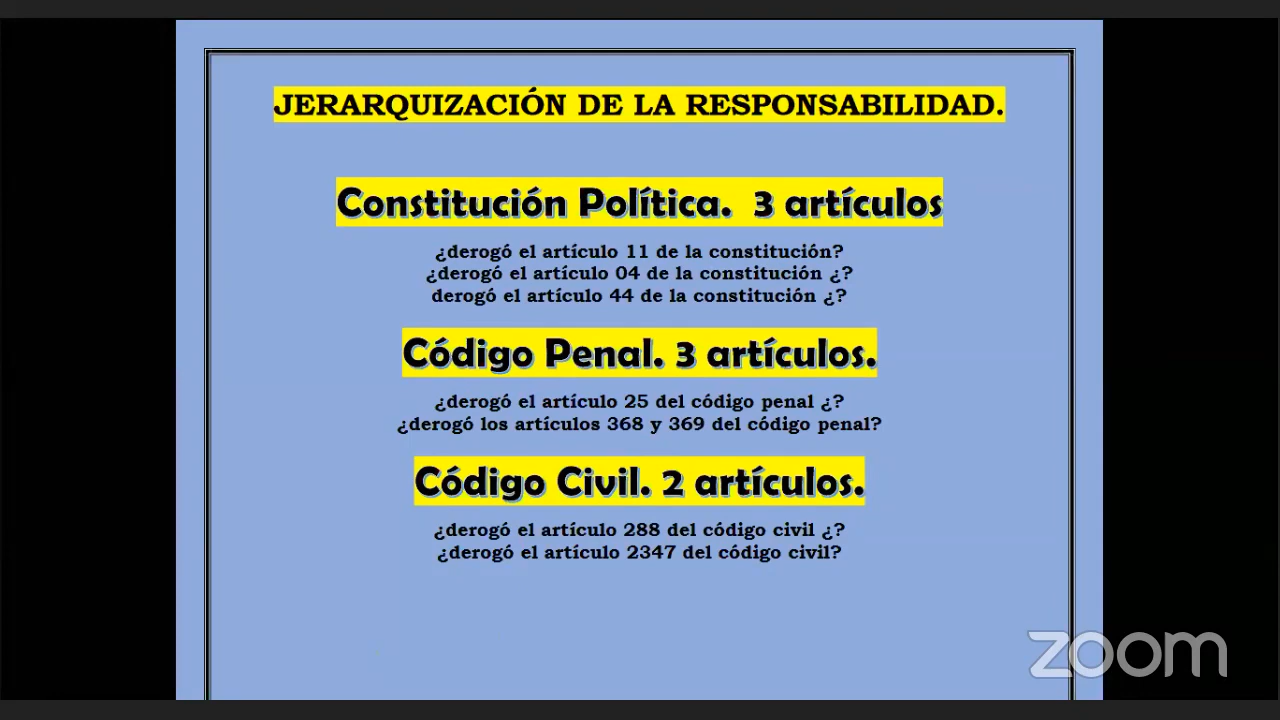 JERARQUIZACIÓN DE LA RESPONSABILIDAD.
Constitución Política. 3 artículos
¿derogó el artículo 11 de la constitución?
¿derogó el artículo 04 de la constitución ¿?
derogó el artículo 44 de la constitución ¿?
Código Penal. 3 artículos.
¿derogó el artículo 25 del código penal ¿?
¿derogó los artículos 368 y 369 del código penal?
Código Civil. 2 artículos.
¿derogó el artículo 288 del código civil ¿?
¿derogó el artículo 2347 del código civil?
zoom